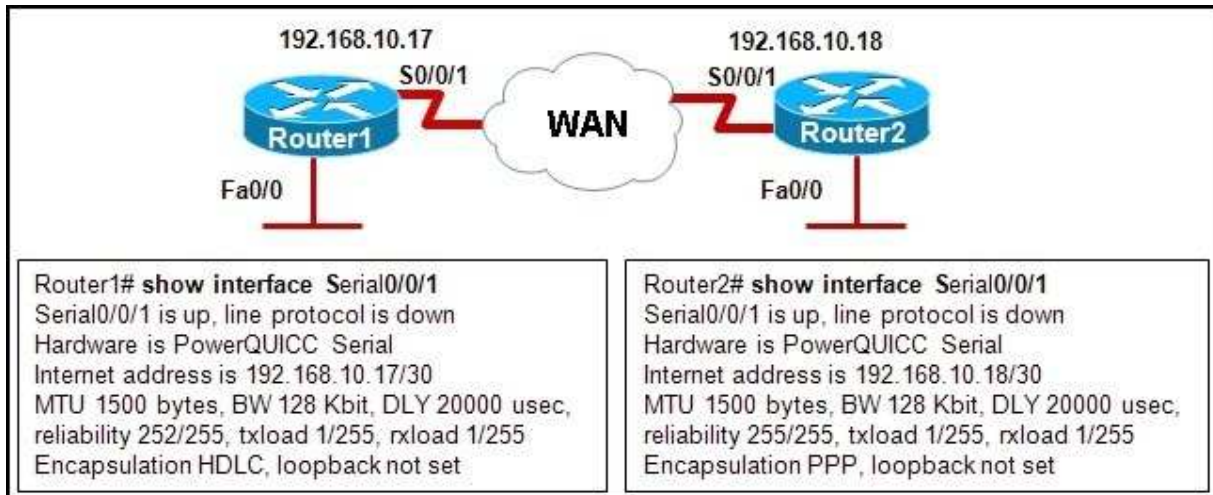 192.168.10.17
192.168.10.18
S0/0/1
S0/0/1
WAN
Router1
Router2
Fa0/0
Fa0/0
Router1# show interface Serial0/0/1
Serial0/0/1 is up, line protocol is down
Hardware is PowerQUICC Serial
Internet address is 192.168.10.17/30
MTU 1500 bytes, BW 128 Kbit, DLY 20000 usec,
reliability 252/255, txload 1/255, rxload 1/255
Encapsulation HDLC, loopback not set
Router2# show interface Serial0/0/1
Serial0/0/1 is up, line protocol is down
Hardware is PowerQUICC Serial
Internet address is 192.168.10.18/30
MTU 1500 bytes, BW 128 Kbit, DLY 20000 usec,
reliability 255/255, txload 1/255, rxload 1/255
Encapsulation PPP, loopback not set